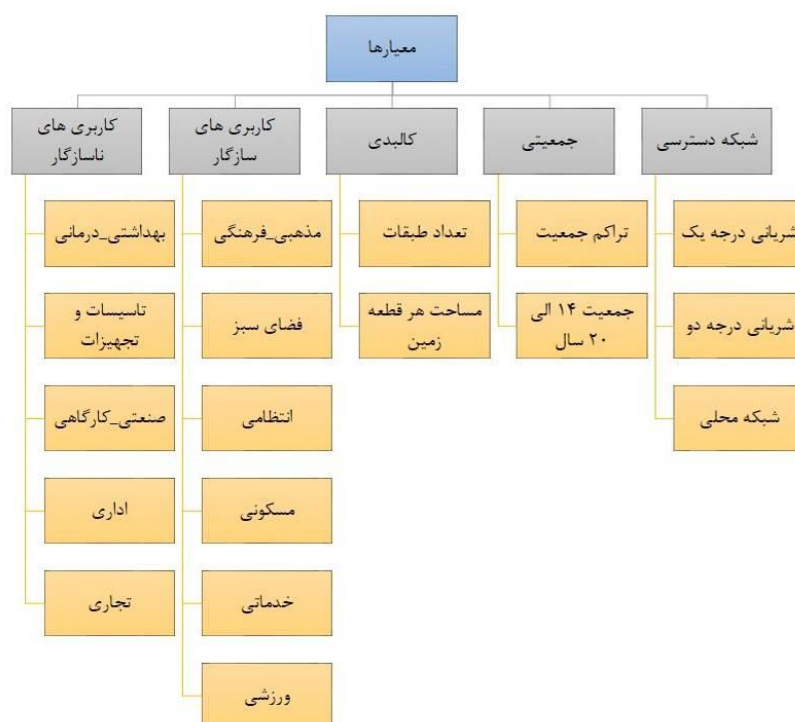 معیارها
شبکه دسترسی
جمعیتی
کالبدی
کاربری های
سازگار
کاربری های
ناسازگار
شریانی درجه یک
شریانی درجه دو
شبکه محلی
تراکم جمعیت
جمعیت ۱۴ الی
۲۰ سال
تعداد طبقات
مساحت هر قطعه
زمین
مذهبی_فرهنگی
فضای سبز
انتظامی
مسکونی
خدماتی
ورزشی
بهداشتی_درمانی
تاسیسات و
تجهیزات
صنعتی_کارگاهی
اداری
تجاری